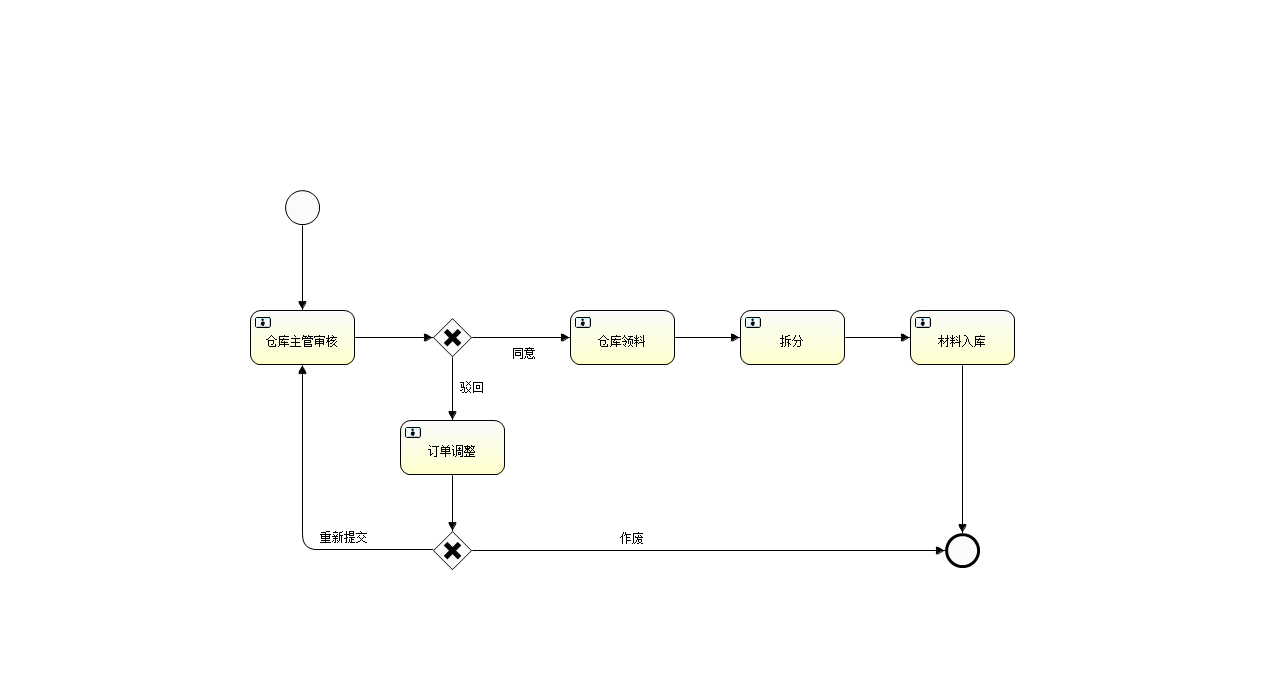 仓库主管审核
同意
仓库领料
拆分
材料入库
驳回
订单调整
重新提交
作废